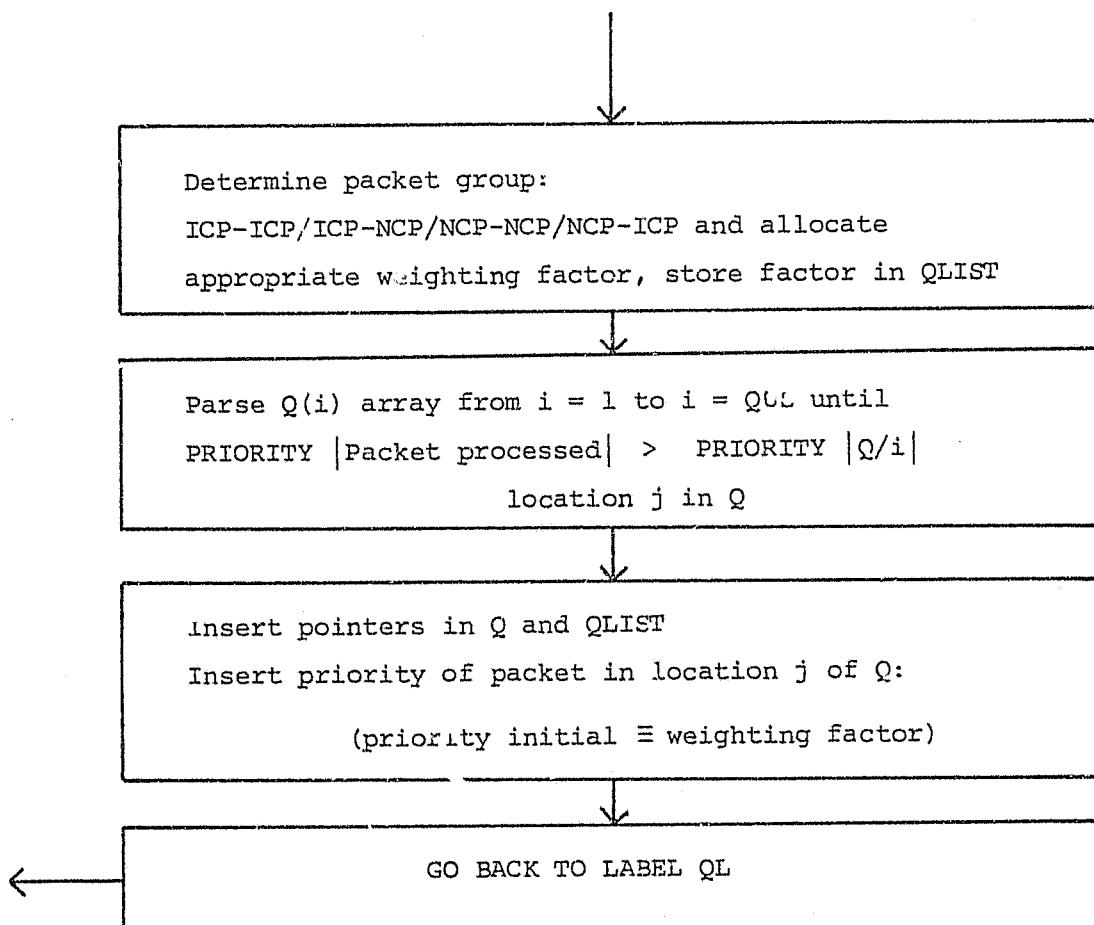 Determine packet group:
ICP-ICP/ICP-NCP/NCP-NCP/NCP-ICP and allocate
appropriate weighting factor, store factor in QLIST
Parse Q(i) array from i = 1 to i = until
PRIORITY |Packet processed| > PRIORITY |Q/i|
location j in Q
Insert pointers in Q and QLIST
Insert priority of packet in location j of Q:
(priority initial ≡ weighting factor)
GO BACK TO LABEL QL